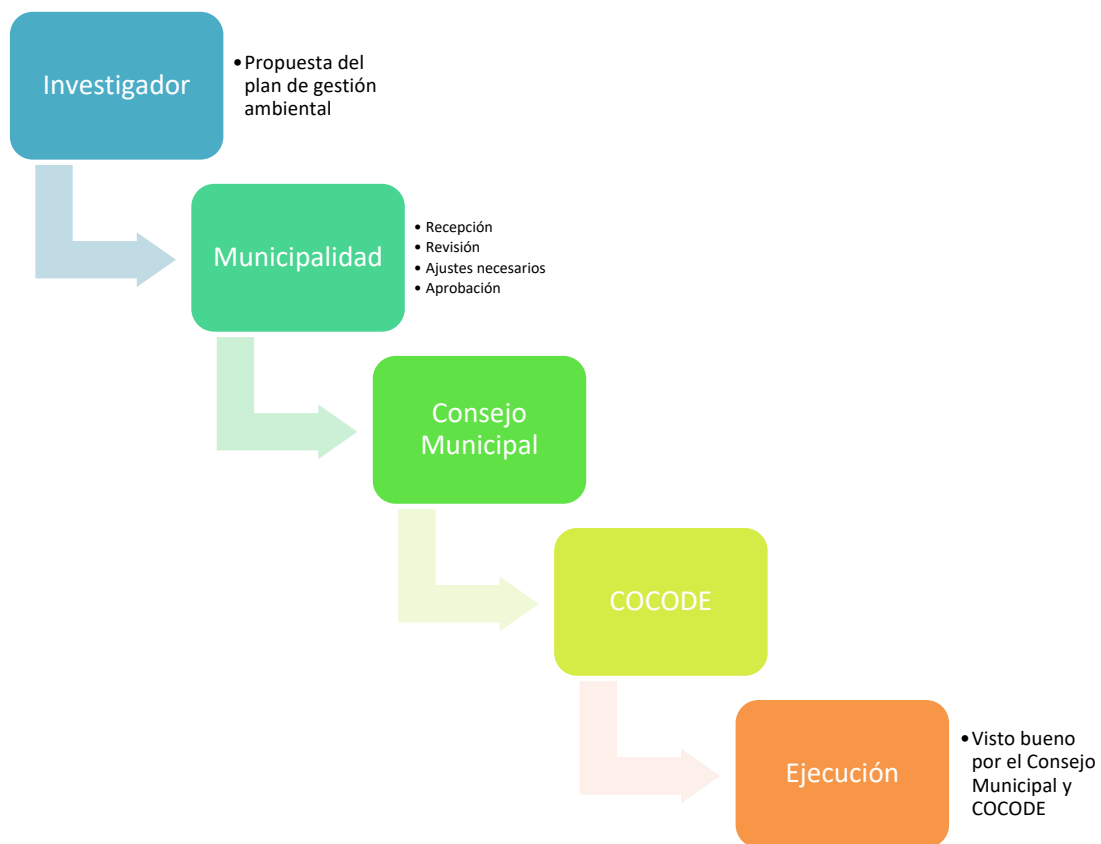 Investigador
•Propuesta del
plan de gestión
ambiental
Municipalidad
• Recepción
• Revisión
• Ajustes necesarios
• Aprobación
Consejo
Municipal
COCODE
Ejecución
•Visto bueno
por el Consejo
Municipal y
COCODE